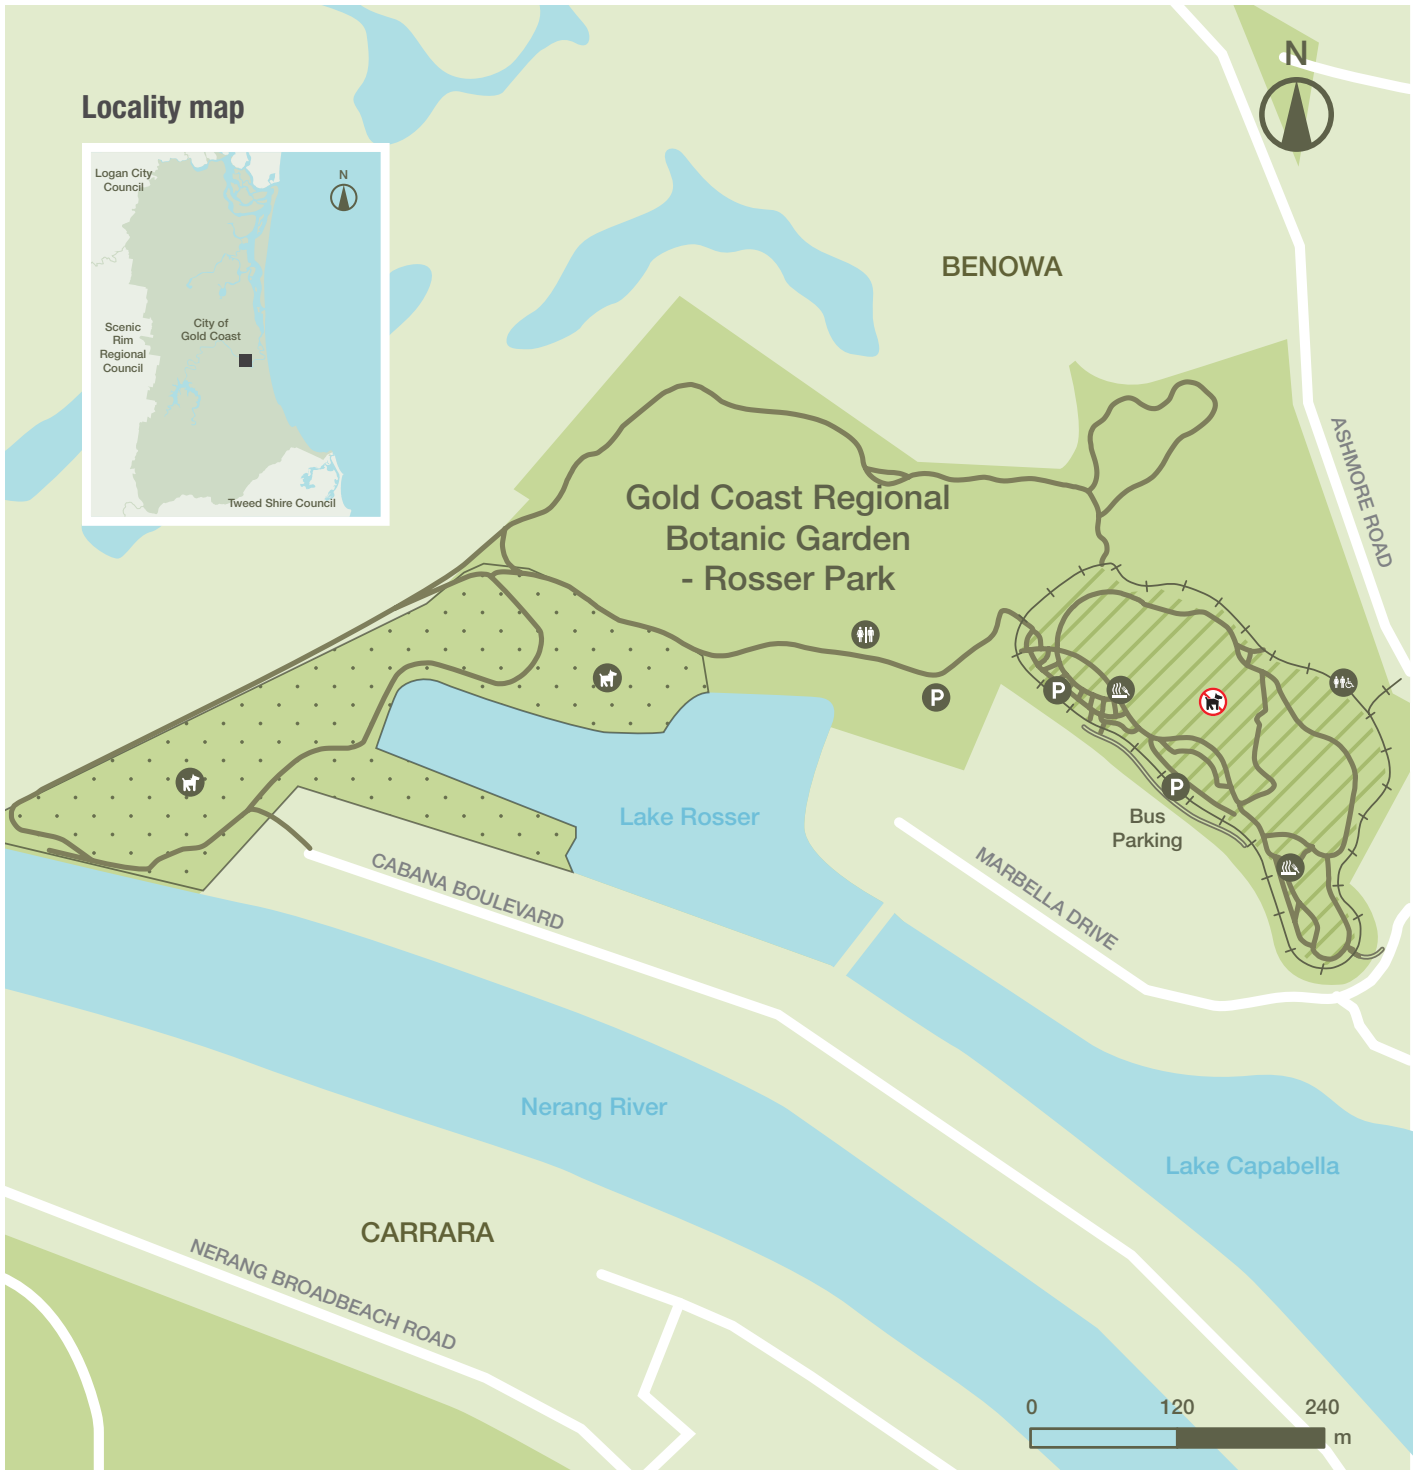 N
Locality map
Logan City
Council
N
Scenic
Rim
Regional
Council
City of
Gold Coast
Tweed Shire Council
BENOWA
ASHMORE ROAD
Gold Coast Regional
Botanic Garden
- Rosser Park
P
P
P
Bus
Parking
Lake Rosser
CABANA BOULEVARD
MARBELLA DRIVE
Nerang River
Lake Capabella
CARRARA
NERANG BROADBEACH ROAD
0 120 240
m